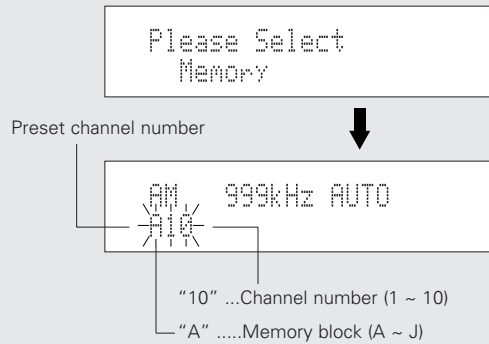 Please Select
Memory
Preset channel number
AM 999kHz AUTO
A10
“10” ...Channel number (1 ~ 10)
“A” .....Memory block (A ~ J)